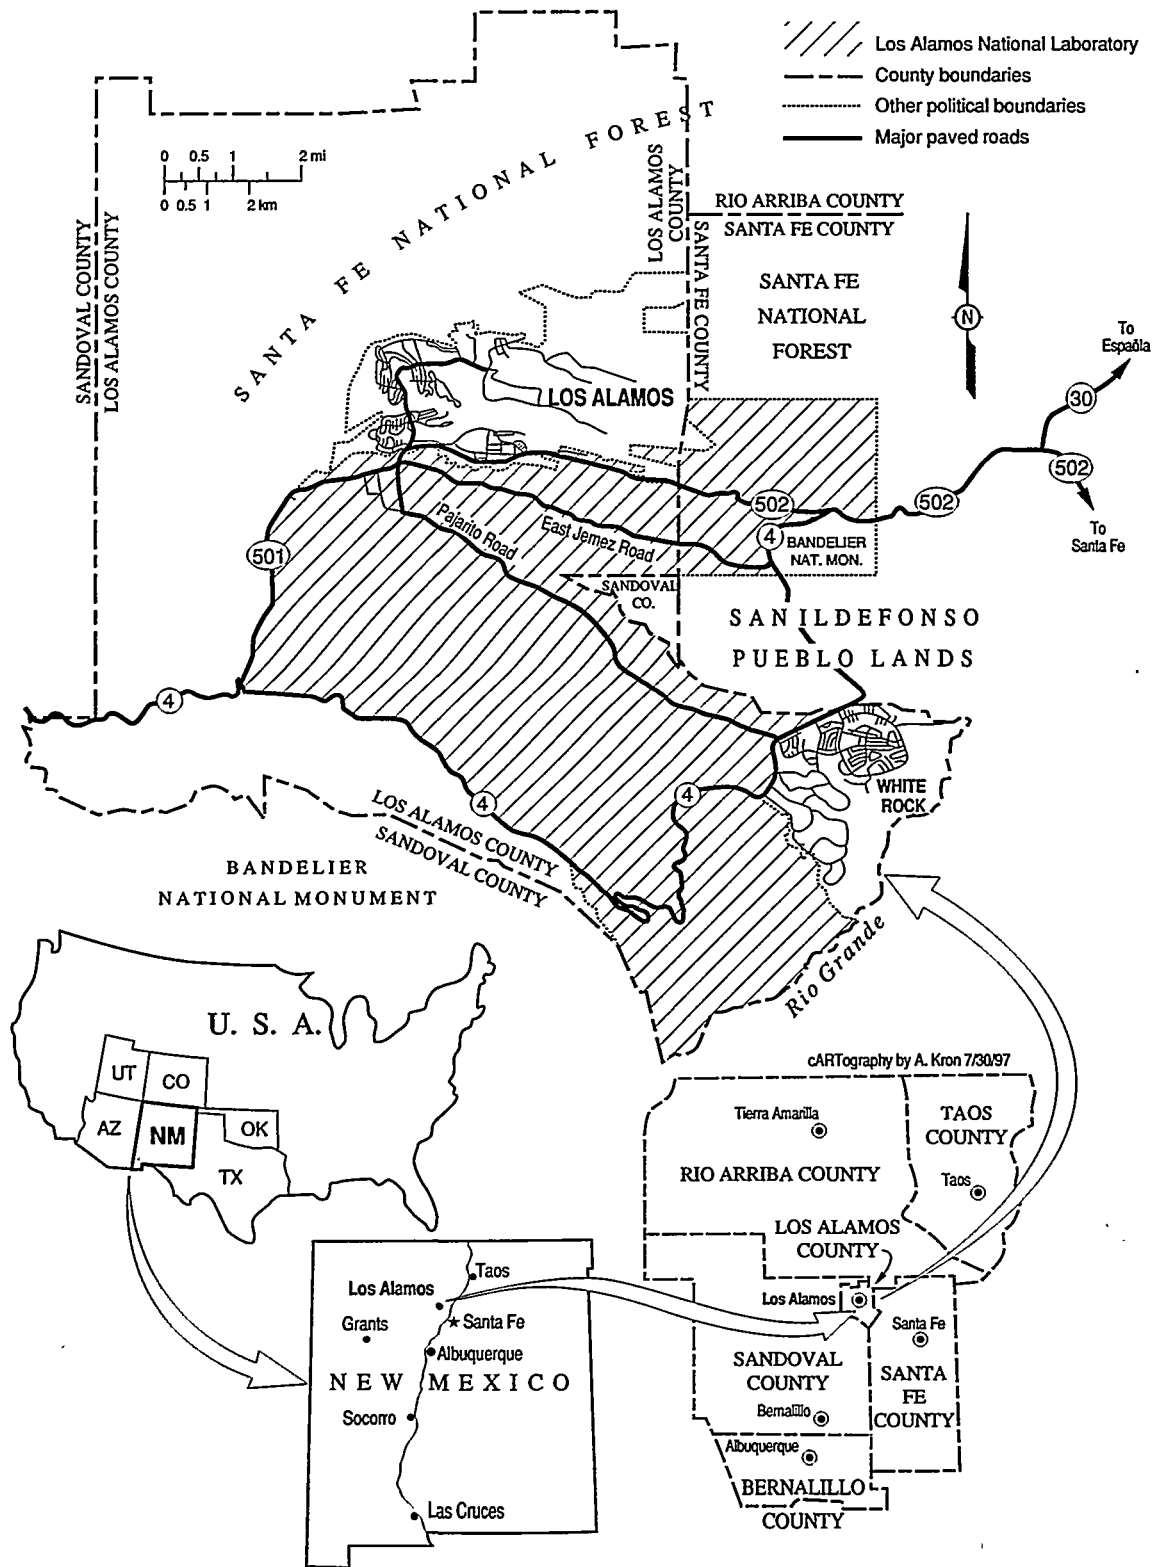 Los Alamos National Laboratory
County boundaries
Other political boundaries
Major paved roads
0 0.5 1 2 mi
0 0.5 1 2 km
SANTA FE NATIONAL FOREST
SANDOVAL COUNTY
LOS ALAMOS COUNTY
LOS ALAMOS
COUNTY
SANTA FE COUNTY
RIO ARRIBA COUNTY
SANTA FE COUNTY
SANTA FE
NATIONAL
FOREST
N
To
Española
30
502
To
Santa Fe
LOS ALAMOS
502
502
4
BANDELIER
NAT. MON.
East Jemez Road
Pajarito Road
501
SANDOVAL
CO.
SAN ILDEFONSO
PUEBLO LANDS
4
4
4
WHITE
ROCK
LOS ALAMOS COUNTY
SANDOVAL COUNTY
BANDELIER
NATIONAL MONUMENT
Rio Grande
cARTography by A. Kron 7/30/97
U. S. A.
UT
CO
AZ
NM
OK
TX
Tierra Amarilla
TAOS
COUNTY
RIO ARRIBA COUNTY
Taos
LOS ALAMOS
COUNTY
Los Alamos
Santa Fe
SANDOVAL
COUNTY
SANTA
FE
COUNTY
Bernalillo
Albuquerque
BERNALILLO
COUNTY
Taos
Los Alamos
Grants
Santa Fe
Albuquerque
NEW MEXICO
Socorro
Las Cruces